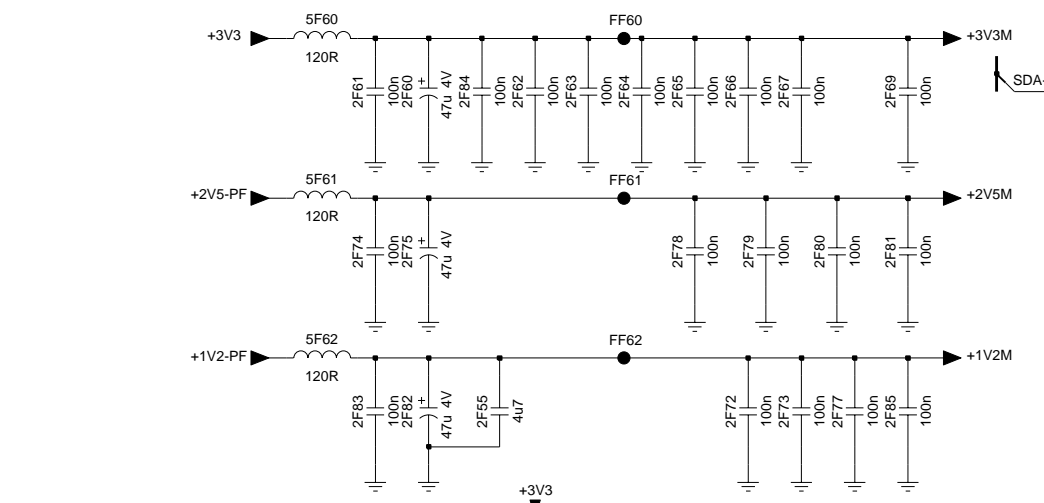 5F60
FF60
+3V3
+3V3M
120R
2F61
100n
2F60
+
47u 4V
2F84
100n
2F62
100n
2F63
100n
2F64
100n
2F65
100n
2F66
100n
2F67
100n
2F69
100n
SDA-
5F61
FF61
+2V5-PF
+2V5M
120R
2F74
100n
2F75
+
47u 4V
2F78
100n
2F79
100n
2F80
100n
2F81
100n
5F62
FF62
+1V2-PF
+1V2M
120R
2F83
100n
2F82
+
47u 4V
2F55
4u7
2F72
100n
2F73
100n
2F77
100n
2F85
100n
+3V3